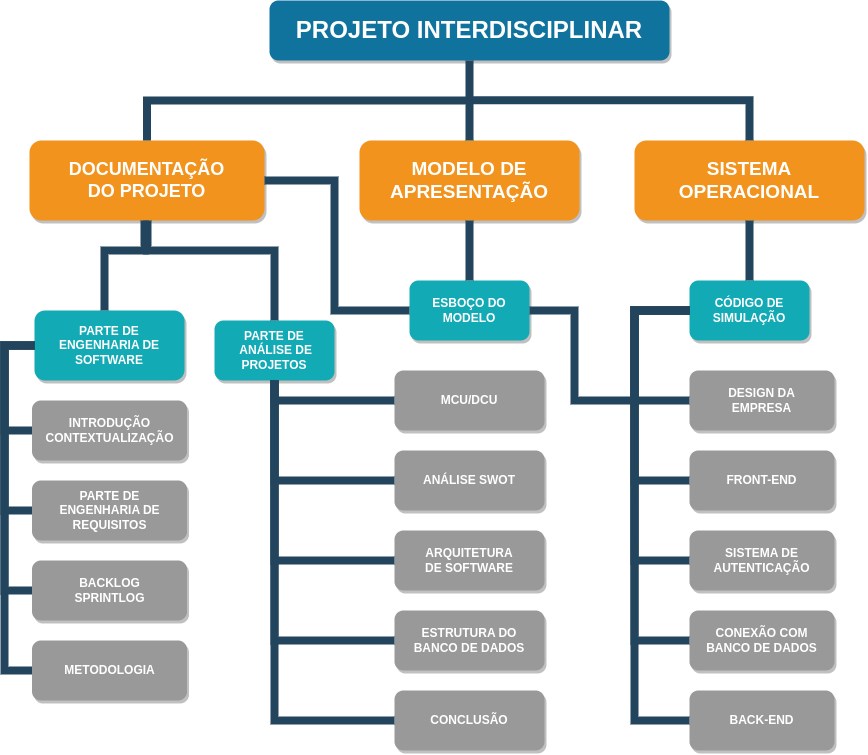 PROJETO INTERDISCIPLINAR
DOCUMENTAÇÃO
DO PROJETO
MODELO DE
APRESENTAÇÃO
SISTEMA
OPERACIONAL
PARTE DE
ENGENHARIA DE
SOFTWARE
INTRODUÇÃO
CONTEXTUALIZAÇÃO
PARTE DE
ENGENHARIA DE
REQUISITOS
BACKLOG
SPRINTLOG
METODOLOGIA
PARTE DE
ANÁLISE DE
PROJETOS
MCU/DCU
ANÁLISE SWOT
ARQUITETURA
DE SOFTWARE
ESTRUTURA DO
BANCO DE DADOS
CONCLUSÃO
ESBOÇO DO
MODELO
CÓDIGO DE
SIMULAÇÃO
DESIGN DA
EMPRESA
FRONT-END
SISTEMA DE
AUTENTICAÇÃO
CONEXÃO COM
BANCO DE DADOS
BACK-END